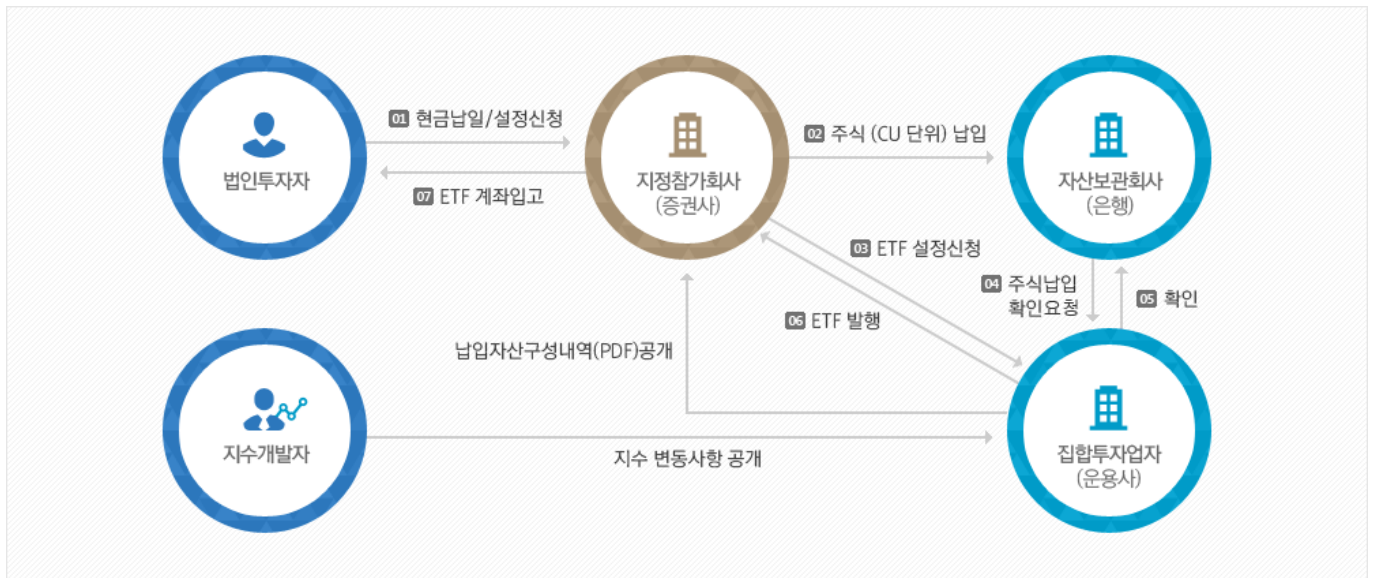 01 현금납일/설정신청
02 주식 (CU 단위) 납입
법인투자자
지정참가회사
(증권사)
자산보관회사
(은행)
07 ETF 계좌입고
03 ETF 설정신청
04 주식납입
확인요청
05 확인
06 ETF 발행
납입자산구성내역(PDF)공개
지수개발자
지수 변동사항 공개
집합투자업자
(운용사)